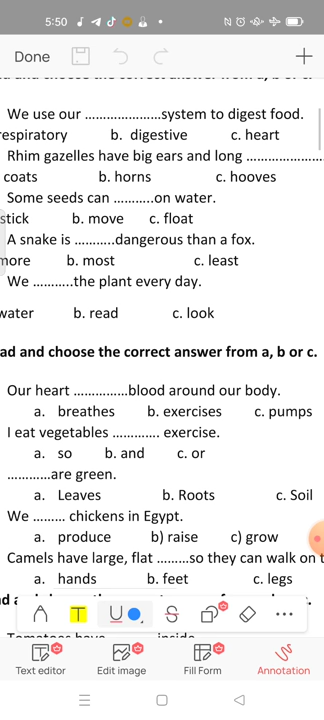 5:50
Done
We use our .....................system to digest food.
respiratory b. digestive c. heart
Rhim gazelles have big ears and long .....................
coats b. horns c. hooves
Some seeds can ...........on water.
stick b. move c. float
A snake is ...........dangerous than a fox.
more b. most c. least
We ...........the plant every day.
water b. read c. look
ad and choose the correct answer from a, b or c.
Our heart ...............blood around our body.
a. breathes b. exercises c. pumps
I eat vegetables ............. exercise.
a. so b. and c. or
............are green.
a. Leaves b. Roots c. Soil
We ......... chickens in Egypt.
a. produce b) raise c) grow
Camels have large, flat .........so they can walk on t
a. hands b. feet c. legs
Text editor Edit image Fill Form Annotation